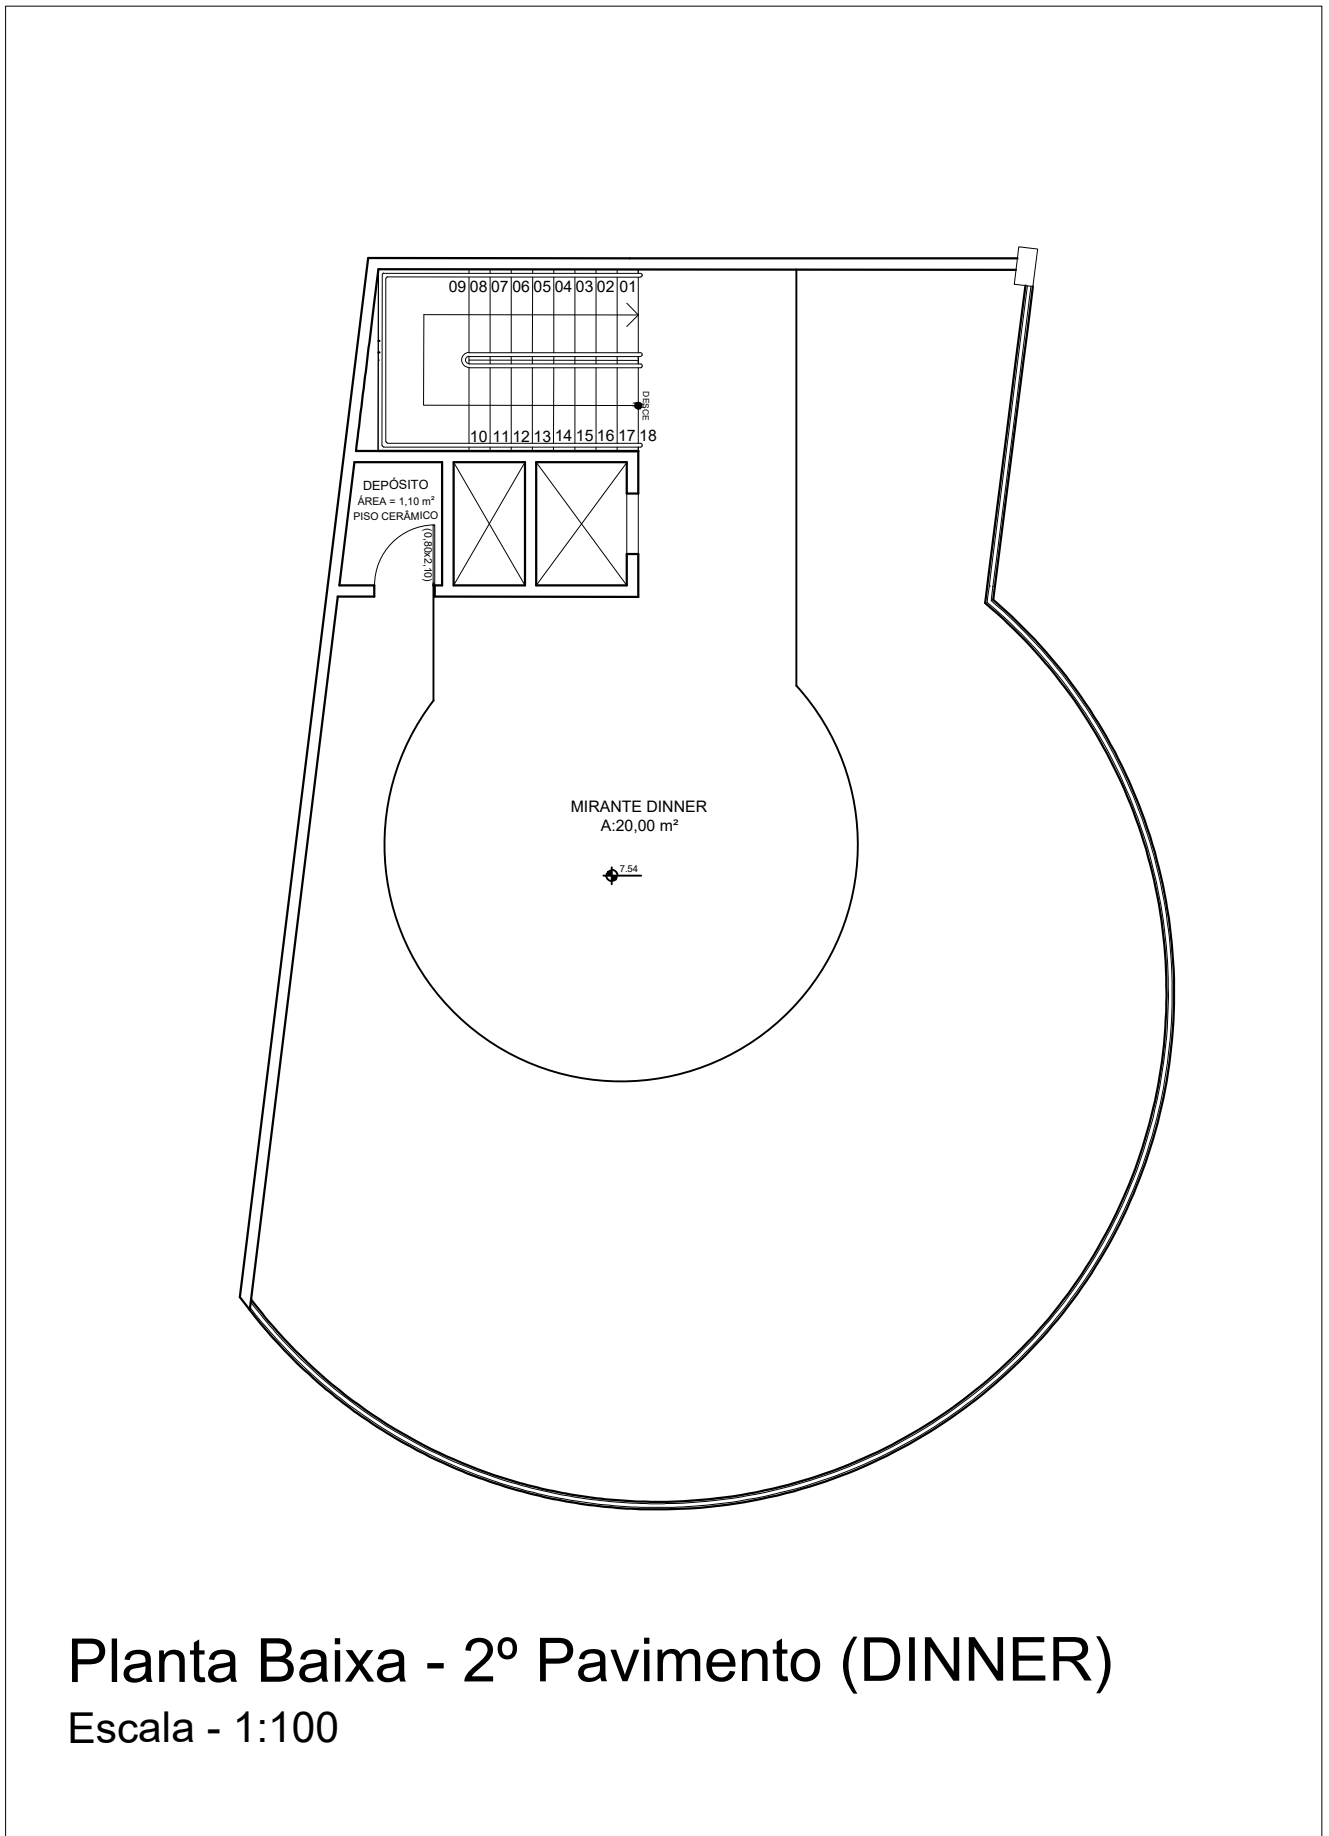 09 08 07 06 05 04 03 02 01
DESCE
10 11 12 13 14 15 16 17 18
DEPÓSITO
ÁREA = 1,10 m²
PISO CERÂMICO
(0,80x2,10)
MIRANTE DINNER
A:20,00 m²
7.54
Planta Baixa - 2º Pavimento (DINNER)
Escala - 1:100